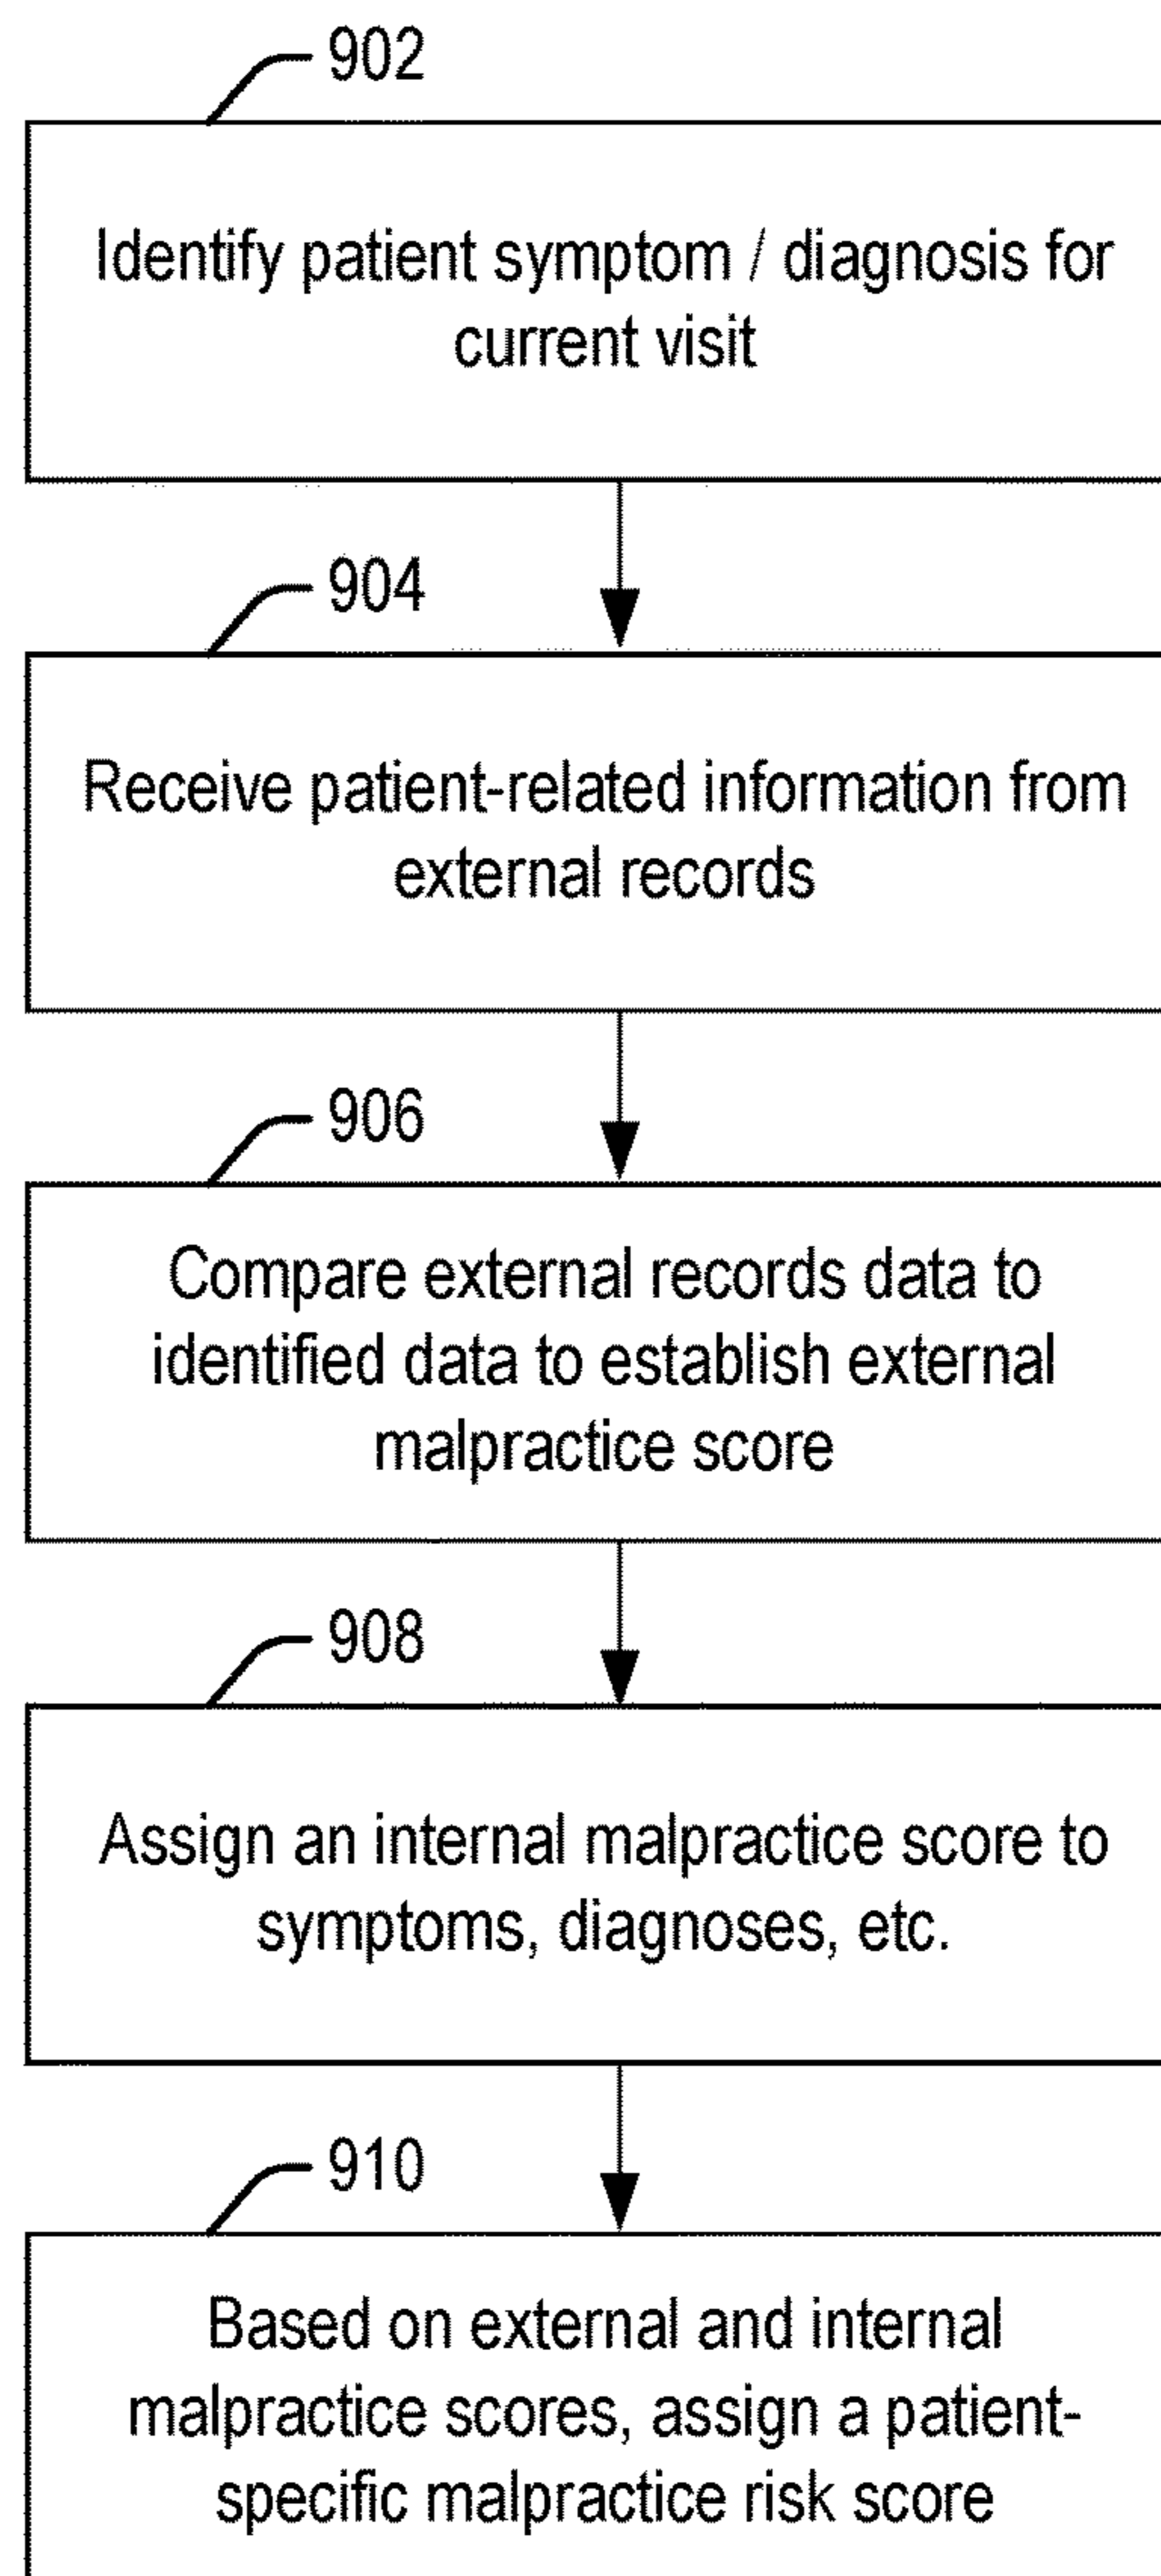 902
Identify patient symptom / diagnosis for
current visit
904
Receive patient-related information from
external records
906
Compare external records data to
identified data to establish external
malpractice score
908
Assign an internal malpractice score to
symptoms, diagnoses, etc.
910
Based on external and internal
malpractice scores, assign a patient-
specific malpractice risk score